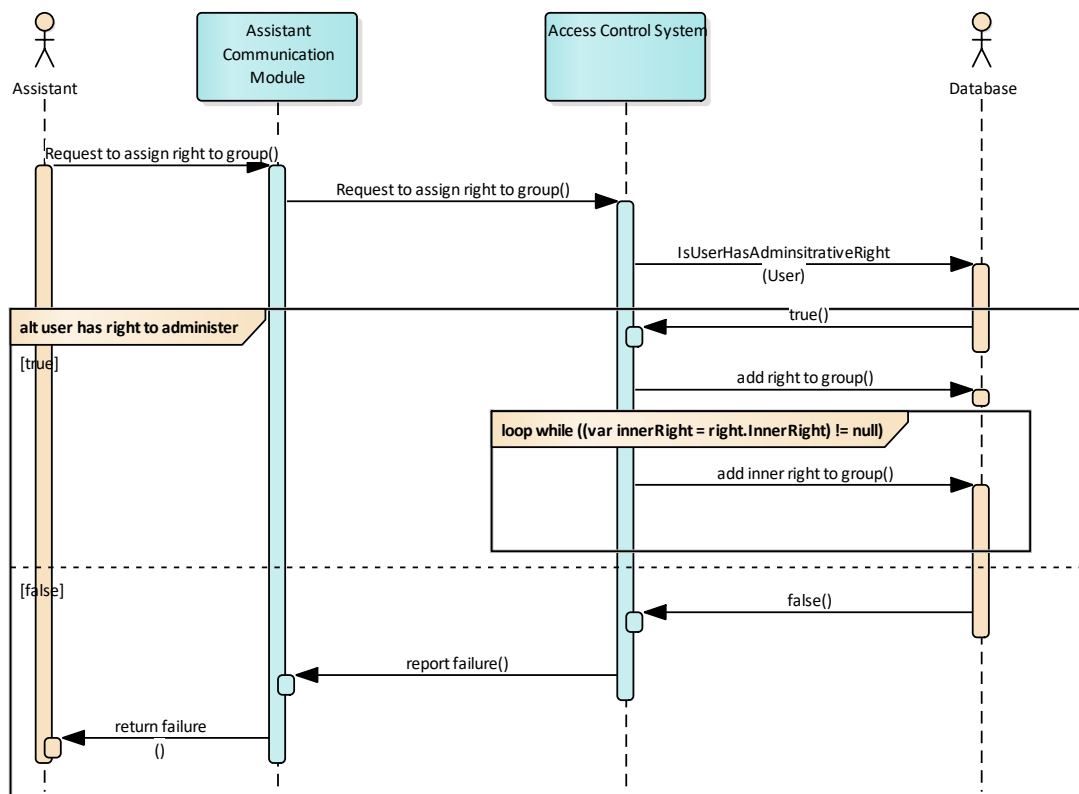 Assistant
Assistant
Communication
Module
Access Control System
Database
Request to assign right to group()
Request to assign right to group()
IsUserHasAdminsitrativeRight
(User)
alt user has right to administer
true()
[true]
add right to group()
loop while ((var innerRight = right.InnerRight) != null)
add inner right to group()
[false]
false()
report failure()
return failure
()